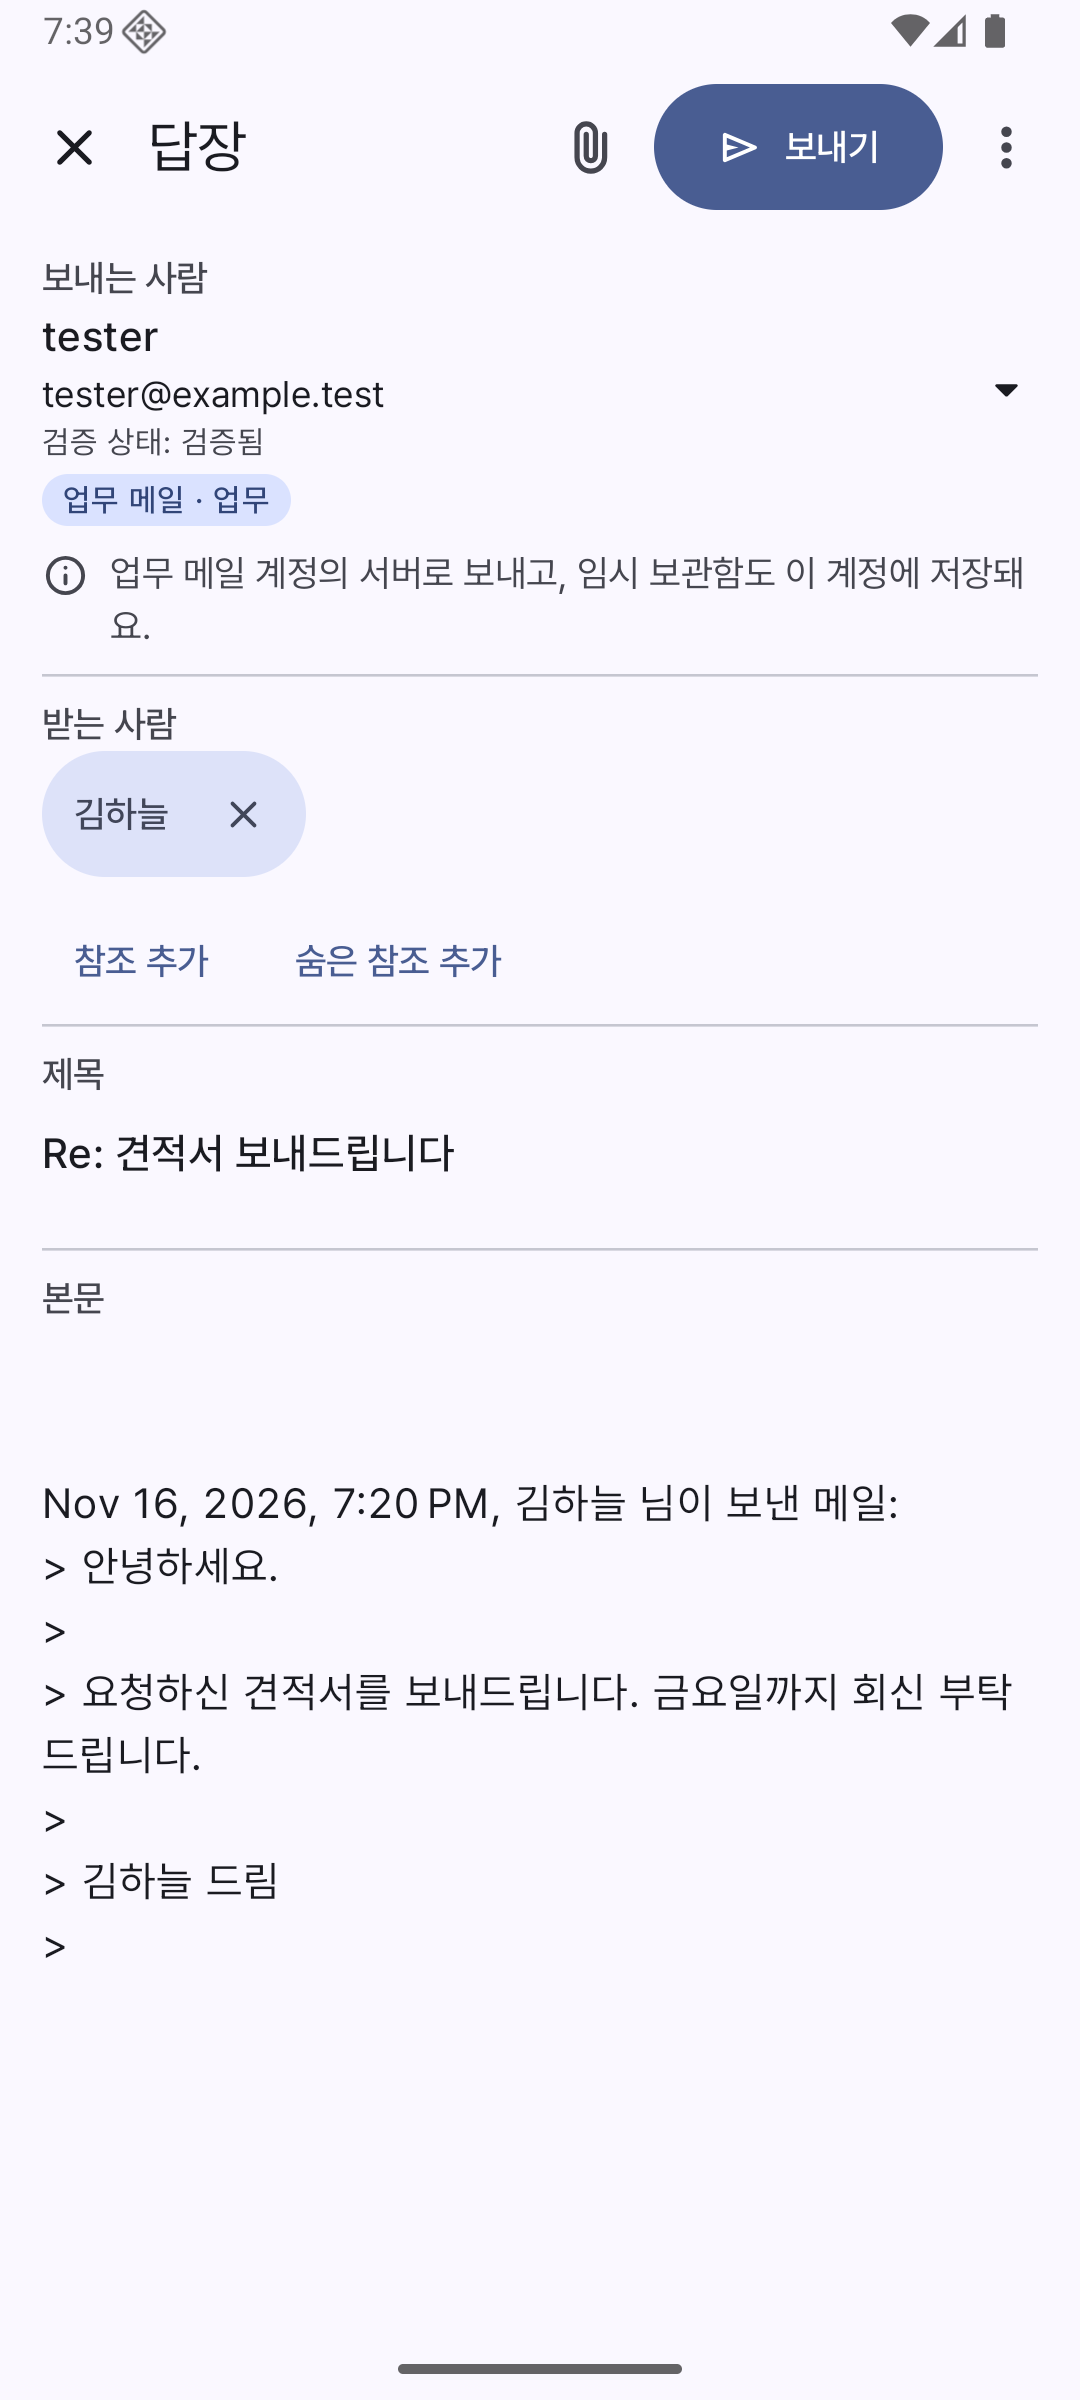 7:39
답장
보내기
보내는 사람
tester
tester@example.test
검증 상태: 검증됨
업무 메일 · 업무
업무 메일 계정의 서버로 보내고, 임시 보관함도 이 계정에 저장돼
요.
받는 사람
김하늘
참조 추가
숨은 참조 추가
제목
Re: 견적서 보내드립니다
본문
Nov 16, 2026, 7:20 PM, 김하늘 님이 보낸 메일:
> 안녕하세요.
>
> 요청하신 견적서를 보내드립니다. 금요일까지 회신 부탁
드립니다.
>
> 김하늘 드림
>